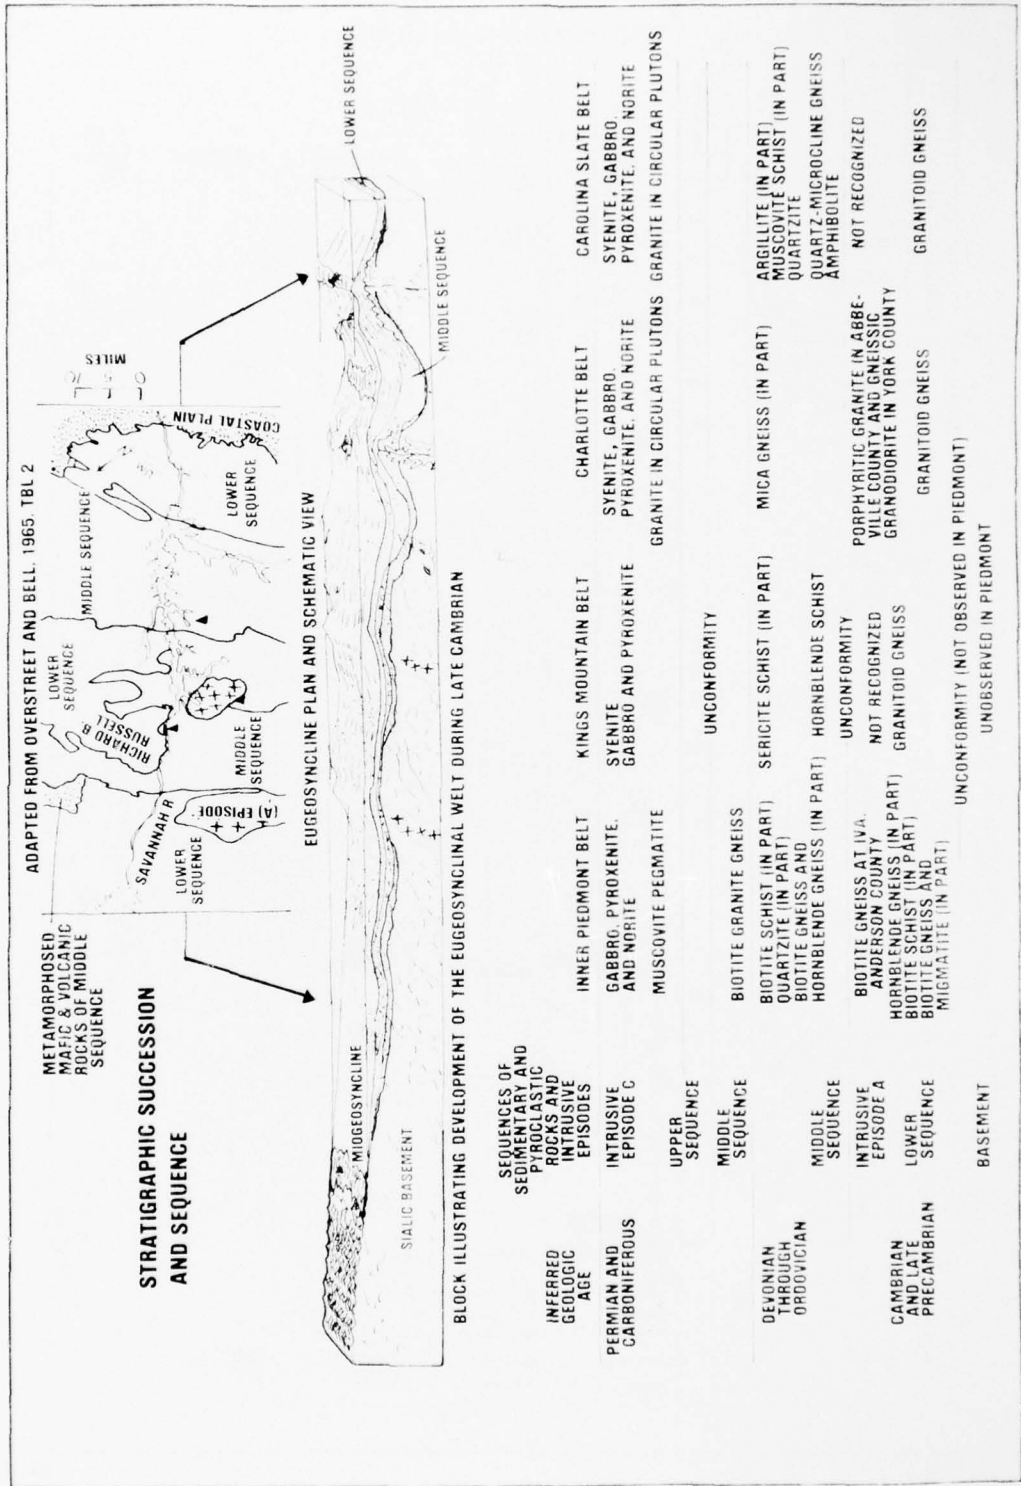 ADAPTED FROM OVERSTREET AND BELL, 1965, TBL 2
METAMORPHOSED
MAFIC & VOLCANIC
ROCKS OF MIDDLE
SEQUENCE
STRATIGRAPHIC SUCCESSION
AND SEQUENCE
SAVANNAH R
LOWER
SEQUENCE
(A) EPISODE
RICHARD B.
RUSSELL
LOWER
SEQUENCE
MIDDLE
SEQUENCE
MIDDLE SEQUENCE
LOWER
SEQUENCE
COASTAL PLAIN
0 5 10
MILES
EUGEOSYNCLINE PLAN AND SCHEMATIC VIEW
MIOGEOSYNCLINE
SIALIC BASEMENT
LOWER SEQUENCE
MIDDLE SEQUENCE
BLOCK ILLUSTRATING DEVELOPMENT OF THE EUGEOSYNCLINAL WELT DURING LATE CAMBRIAN
INFERRED
GEOLOGIC
AGE
SEQUENCES OF
SEDIMENTARY AND
PYROCLASTIC
ROCKS AND
INTRUSIVE
EPISODES
INNER PIEDMONT BELT
KINGS MOUNTAIN BELT
CHARLOTTE BELT
CAROLINA SLATE BELT
PERMIAN AND
CARBONIFEROUS
INTRUSIVE
EPISODE C
GABBRO, PYROXENITE,
AND NORITE
SYENITE
GABBRO AND PYROXENITE
SYENITE, GABBRO,
PYROXENITE, AND NORITE
SYENITE, GABBRO,
PYROXENITE, AND NORITE
MUSCOVITE PEGMATITE
GRANITE IN CIRCULAR PLUTONS
GRANITE IN CIRCULAR PLUTONS
UPPER
SEQUENCE
UNCONFORMITY
MIDDLE
SEQUENCE
BIOTITE GRANITE GNEISS
DEVONIAN
THROUGH
ORDOVICIAN
BIOTITE SCHIST (IN PART)
QUARTZITE (IN PART)
BIOTITE GNEISS AND
HORNBLENDE GNEISS (IN PART)
SERICITE SCHIST (IN PART)
MICA GNEISS (IN PART)
ARGILLITE (IN PART)
MUSCOVITE SCHIST (IN PART)
QUARTZITE
MIDDLE
SEQUENCE
HORNBLENDE SCHIST
QUARTZ-MICROCLINE GNEISS
AMPHIBOLITE
UNCONFORMITY
INTRUSIVE
EPISODE A
BIOTITE GNEISS AT IVA,
ANDERSON COUNTY
NOT RECOGNIZED
PORPHYRITIC GRANITE IN ABBE-
VILLE COUNTY AND GNEISSIC
GRANODIORITE IN YORK COUNTY
NOT RECOGNIZED
CAMBRIAN
AND LATE
PRECAMBRIAN
LOWER
SEQUENCE
HORNBLENDE GNEISS (IN PART)
BIOTITE SCHIST (IN PART)
BIOTITE GNEISS AND
MIGMATITE (IN PART)
GRANITOID GNEISS
GRANITOID GNEISS
GRANITOID GNEISS
UNCONFORMITY (NOT OBSERVED IN PIEDMONT)
BASEMENT
UNOBSERVED IN PIEDMONT